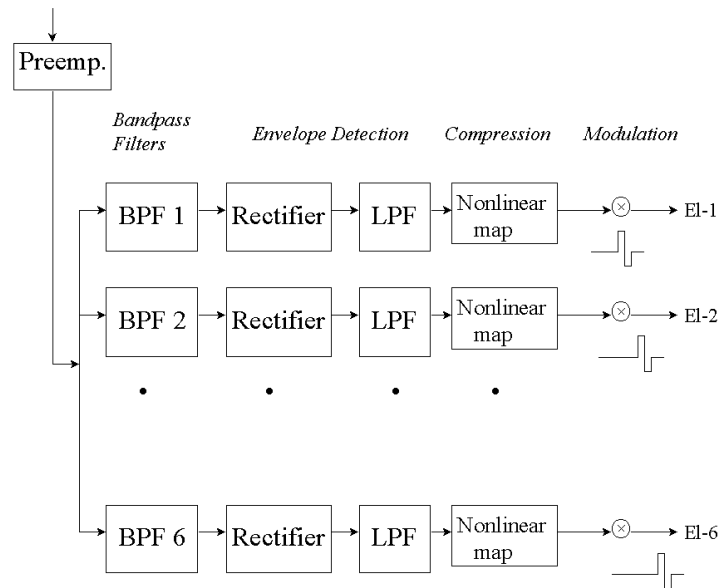 Preemp.
Bandpass
Filters
Envelope Detection
Compression
Modulation
BPF 1
Rectifier
LPF
Nonlinear
map
El-1
BPF 2
Rectifier
LPF
Nonlinear
map
El-2
BPF 6
Rectifier
LPF
Nonlinear
map
El-6